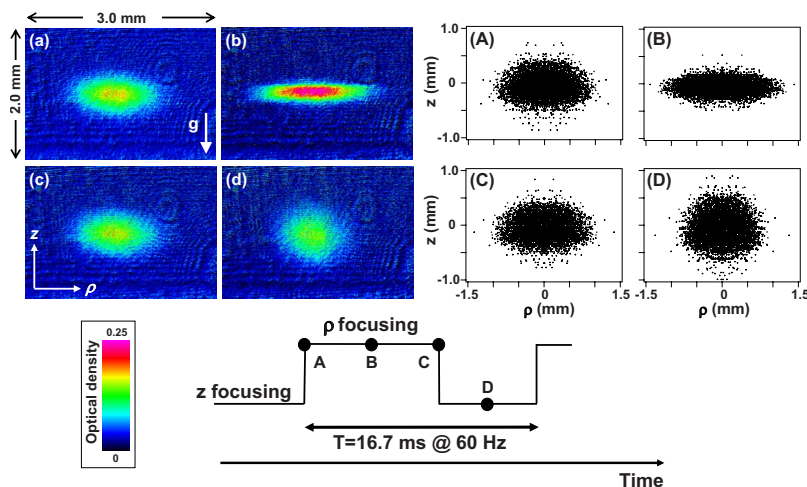 3.0 mm
2.0 mm
(a)
(b)
g
(c)
(d)
z
ρ
(A)
(B)
1.0
0
-1.0
z (mm)
(C)
(D)
1.0
0
-1.0
z (mm)
-1.5 0 1.5
-1.5 0 1.5
ρ (mm)
ρ (mm)
0.25
Optical density
0
ρ focusing
A B C
z focusing
D
T=16.7 ms @ 60 Hz
Time